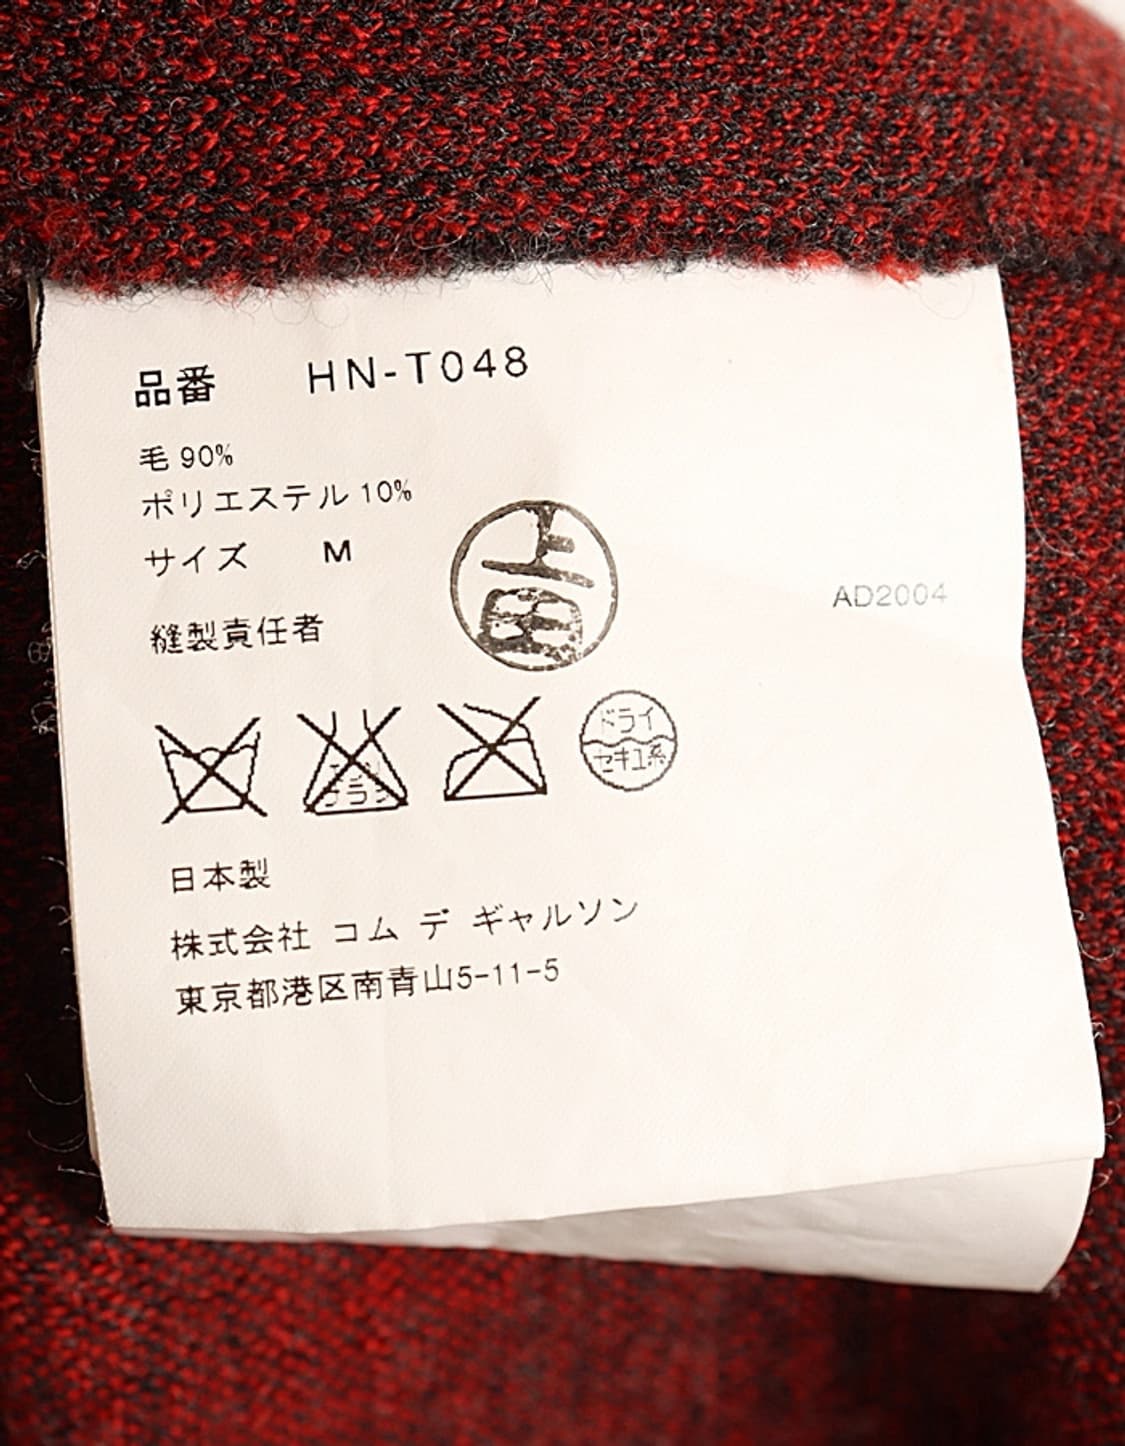 品番 HN-T048
毛 90%
ポリエステル 10%
サイズ M
上田
AD2004
縫製責任者
ドライ
セキユ系
日本製
株式会社 コム デ ギャルソン
東京都港区南青山5-11-5